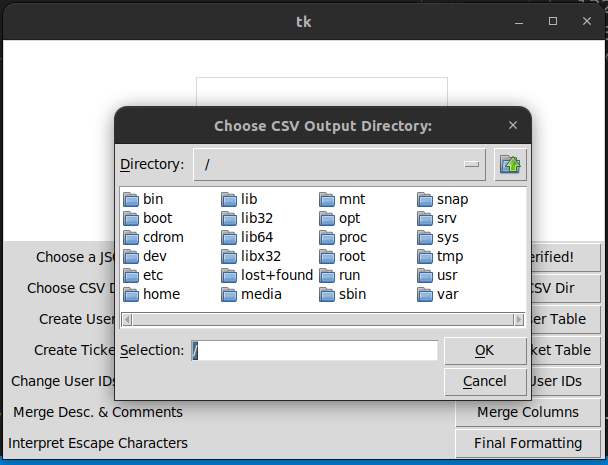 tk
Choose CSV Output Directory:
Directory: /
bin lib mnt snap
boot lib32 opt srv
cdrom lib64 proc sys
dev libx32 root tmp
etc lost+found run usr
home media sbin var
Selection: /
OK
Cancel
Choose a JS erified!
Choose CSV D CSV Dir
Create User ser Table
Create Ticke ket Table
Change User IDs User IDs
Merge Desc. & Comments Merge Columns
Interpret Escape Characters Final Formatting